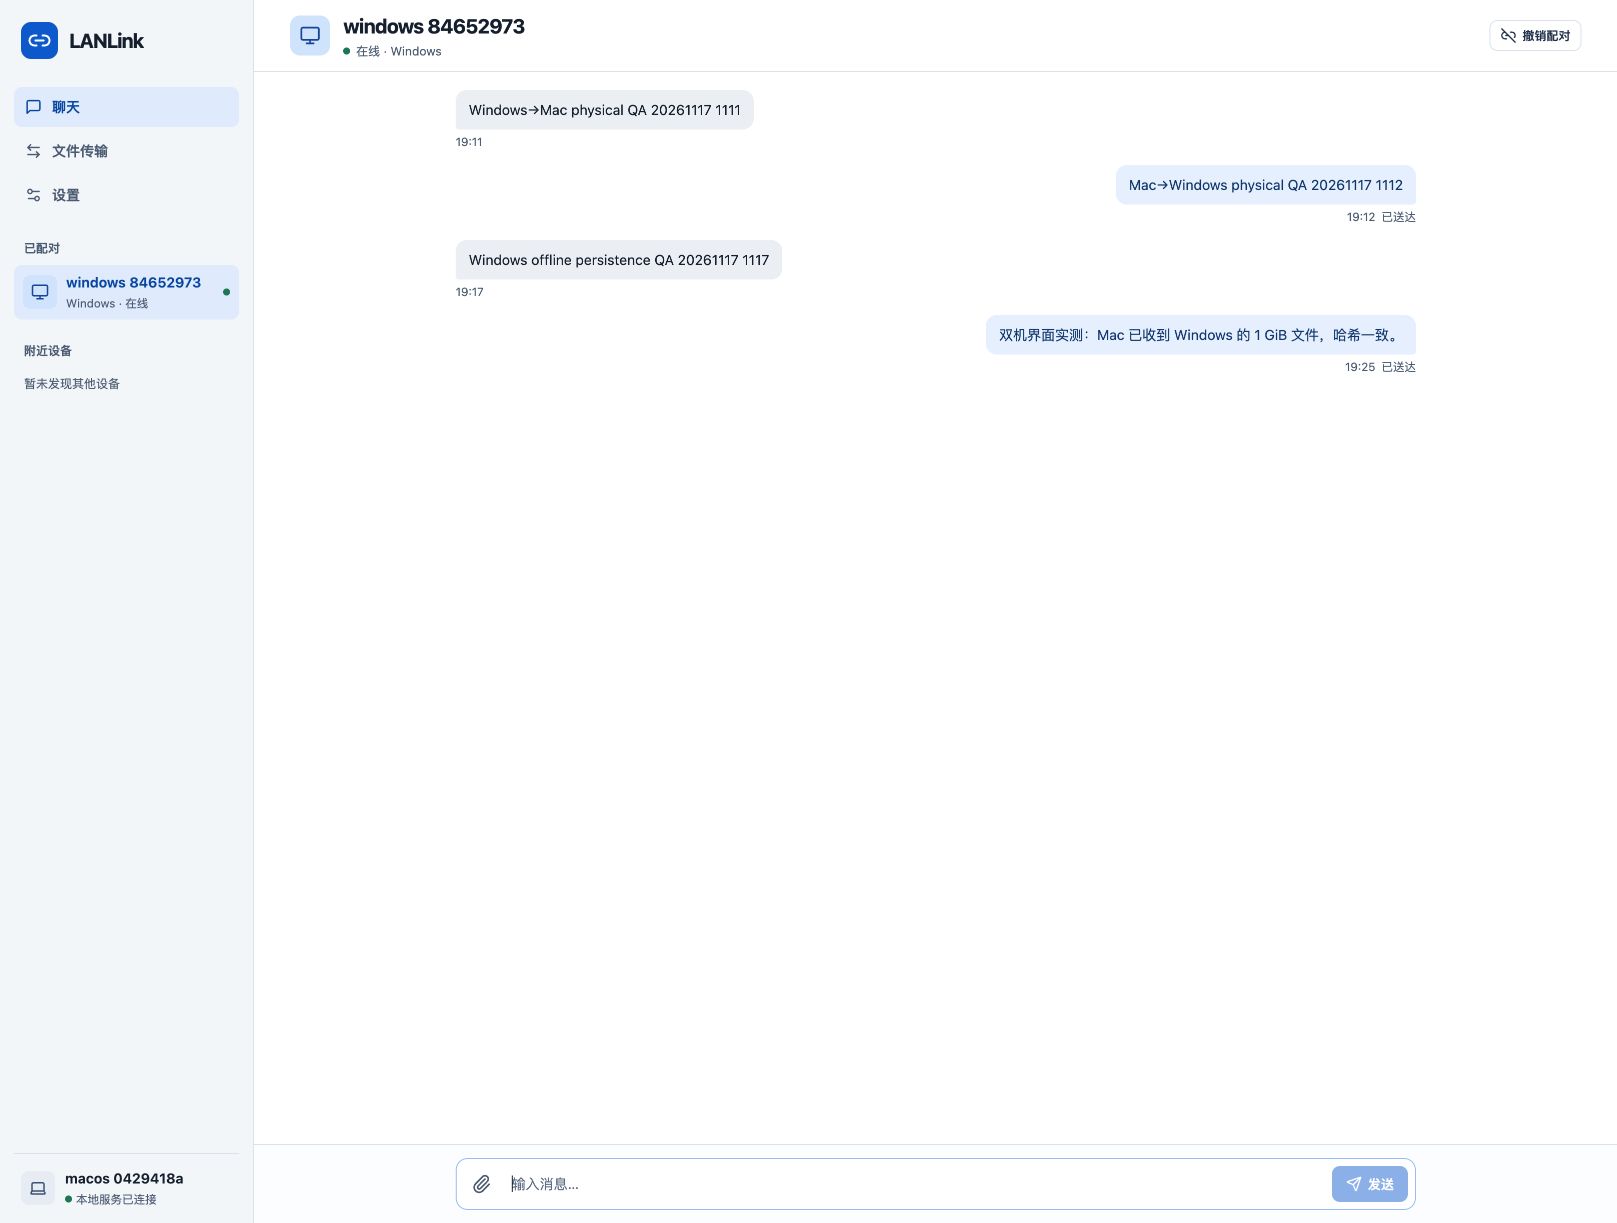 LANLink
聊天
文件传输
设置
已配对
windows 84652973
Windows · 在线
附近设备
暂未发现其他设备
macos 0429418a
本地服务已连接
windows 84652973
在线 · Windows
撤销配对
Windows→Mac physical QA 20261117 1111
19:11
Mac→Windows physical QA 20261117 1112
19:12 已送达
Windows offline persistence QA 20261117 1117
19:17
双机界面实测：Mac 已收到 Windows 的 1 GiB 文件，哈希一致。
19:25 已送达
输入消息...
发送